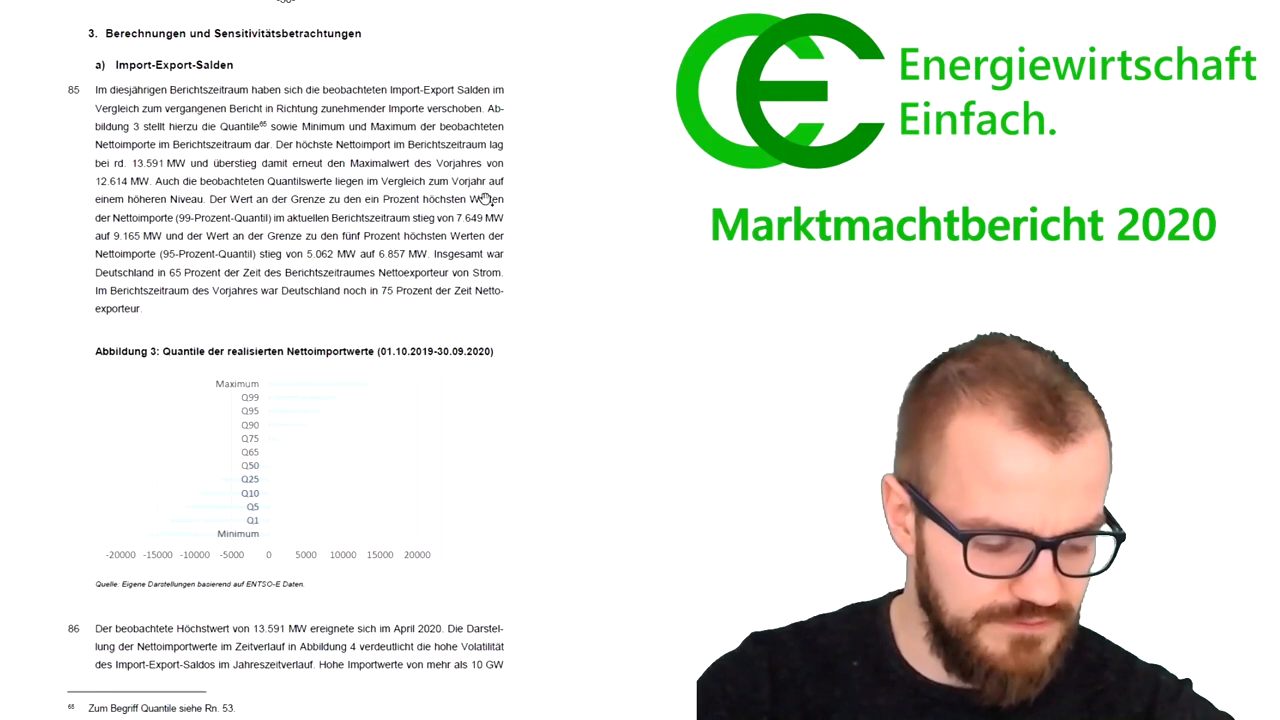 3. Berechnungen und Sensitivitätsbetrachtungen
a) Import-Export-Salden
85 Im diesjährigen Berichtszeitraum haben sich die beobachteten Import-Export Salden im
Vergleich zum vergangenen Bericht in Richtung zunehmender Importe verschoben. Ab-
bildung 3 stellt hierzu die Quantile⁶⁵ sowie Minimum und Maximum der beobachteten
Nettoimporte im Berichtszeitraum dar. Der höchste Nettoimport im Berichtszeitraum lag
bei rd. 13.591 MW und überstieg damit erneut den Maximalwert des Vorjahres von
12.614 MW. Auch die beobachteten Quantilswerte liegen im Vergleich zum Vorjahr auf
einem höheren Niveau. Der Wert an der Grenze zu den ein Prozent höchsten Werten
der Nettoimporte (99-Prozent-Quantil) im aktuellen Berichtszeitraum stieg von 7.649 MW
auf 9.165 MW und der Wert an der Grenze zu den fünf Prozent höchsten Werten der
Nettoimporte (95-Prozent-Quantil) stieg von 5.062 MW auf 6.857 MW. Insgesamt war
Deutschland in 65 Prozent der Zeit des Berichtszeitraumes Nettoexporteur von Strom.
Im Berichtszeitraum des Vorjahres war Deutschland noch in 75 Prozent der Zeit Netto-
exporteur.
Abbildung 3: Quantile der realisierten Nettoimportwerte (01.10.2019-30.09.2020)
Maximum
Q99
Q95
Q90
Q75
Q65
Q50
Q25
Q10
Q5
Q1
Minimum
-20000 -15000 -10000 -5000 0 5000 10000 15000 20000
Quelle: Eigene Darstellungen basierend auf ENTSO-E Daten.
86 Der beobachtete Höchstwert von 13.591 MW ereignete sich im April 2020. Die Darstel-
lung der Nettoimportwerte im Zeitverlauf in Abbildung 4 verdeutlicht die hohe Volatilität
des Import-Export-Saldos im Jahreszeitverlauf. Hohe Importwerte von mehr als 10 GW
65 Zum Begriff Quantile siehe Rn. 53.
Energiewirtschaft
Einfach.
Marktmachtbericht 2020